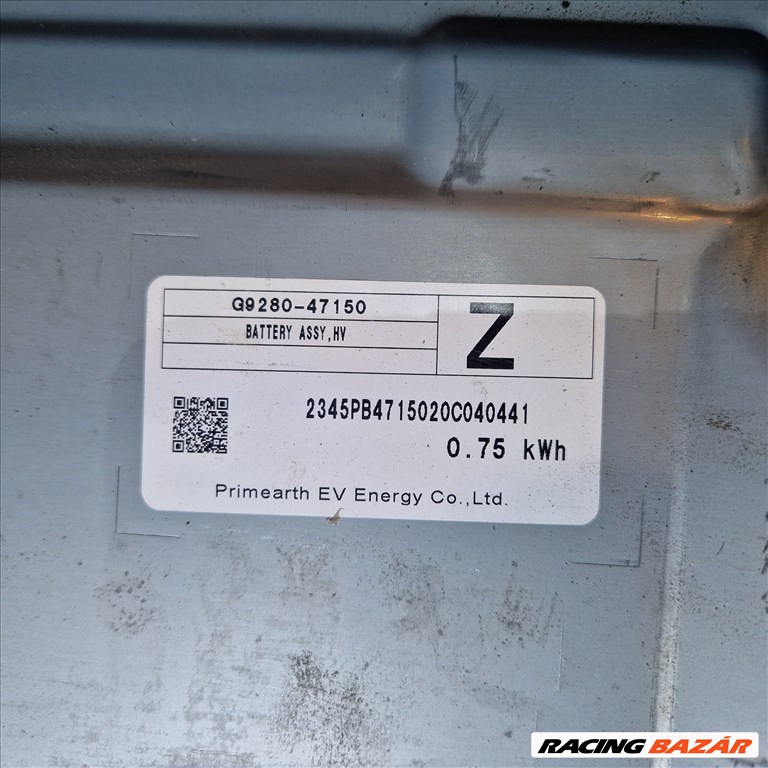 G9280-47150
BATTERY ASSY,HV
Z
2345PB4715020C040441
0.75 kWh
Primearth EV Energy Co.,Ltd.
RACING BAZÁR